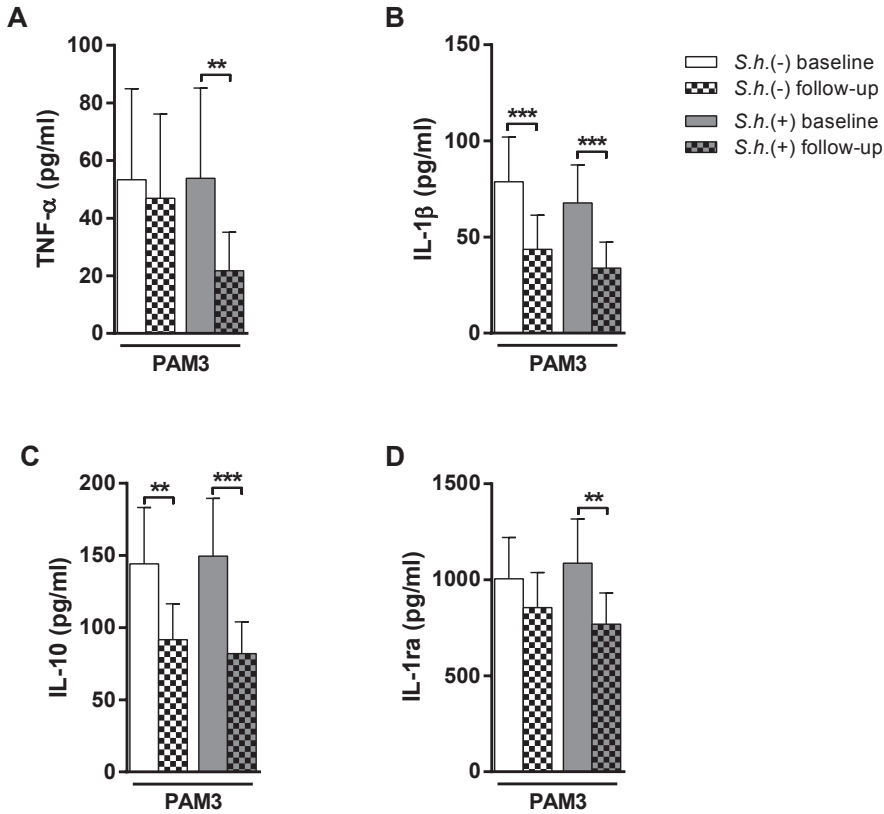 A
TNF-α (pg/ml)
100
80
60
40
20
0
**
PAM3
B
IL-1β (pg/ml)
150
100
50
0
***
***
PAM3
S.h.(-) baseline
S.h.(-) follow-up
S.h.(+) baseline
S.h.(+) follow-up
C
IL-10 (pg/ml)
200
150
100
50
0
**
***
PAM3
D
IL-1ra (pg/ml)
1500
1000
500
0
**
PAM3